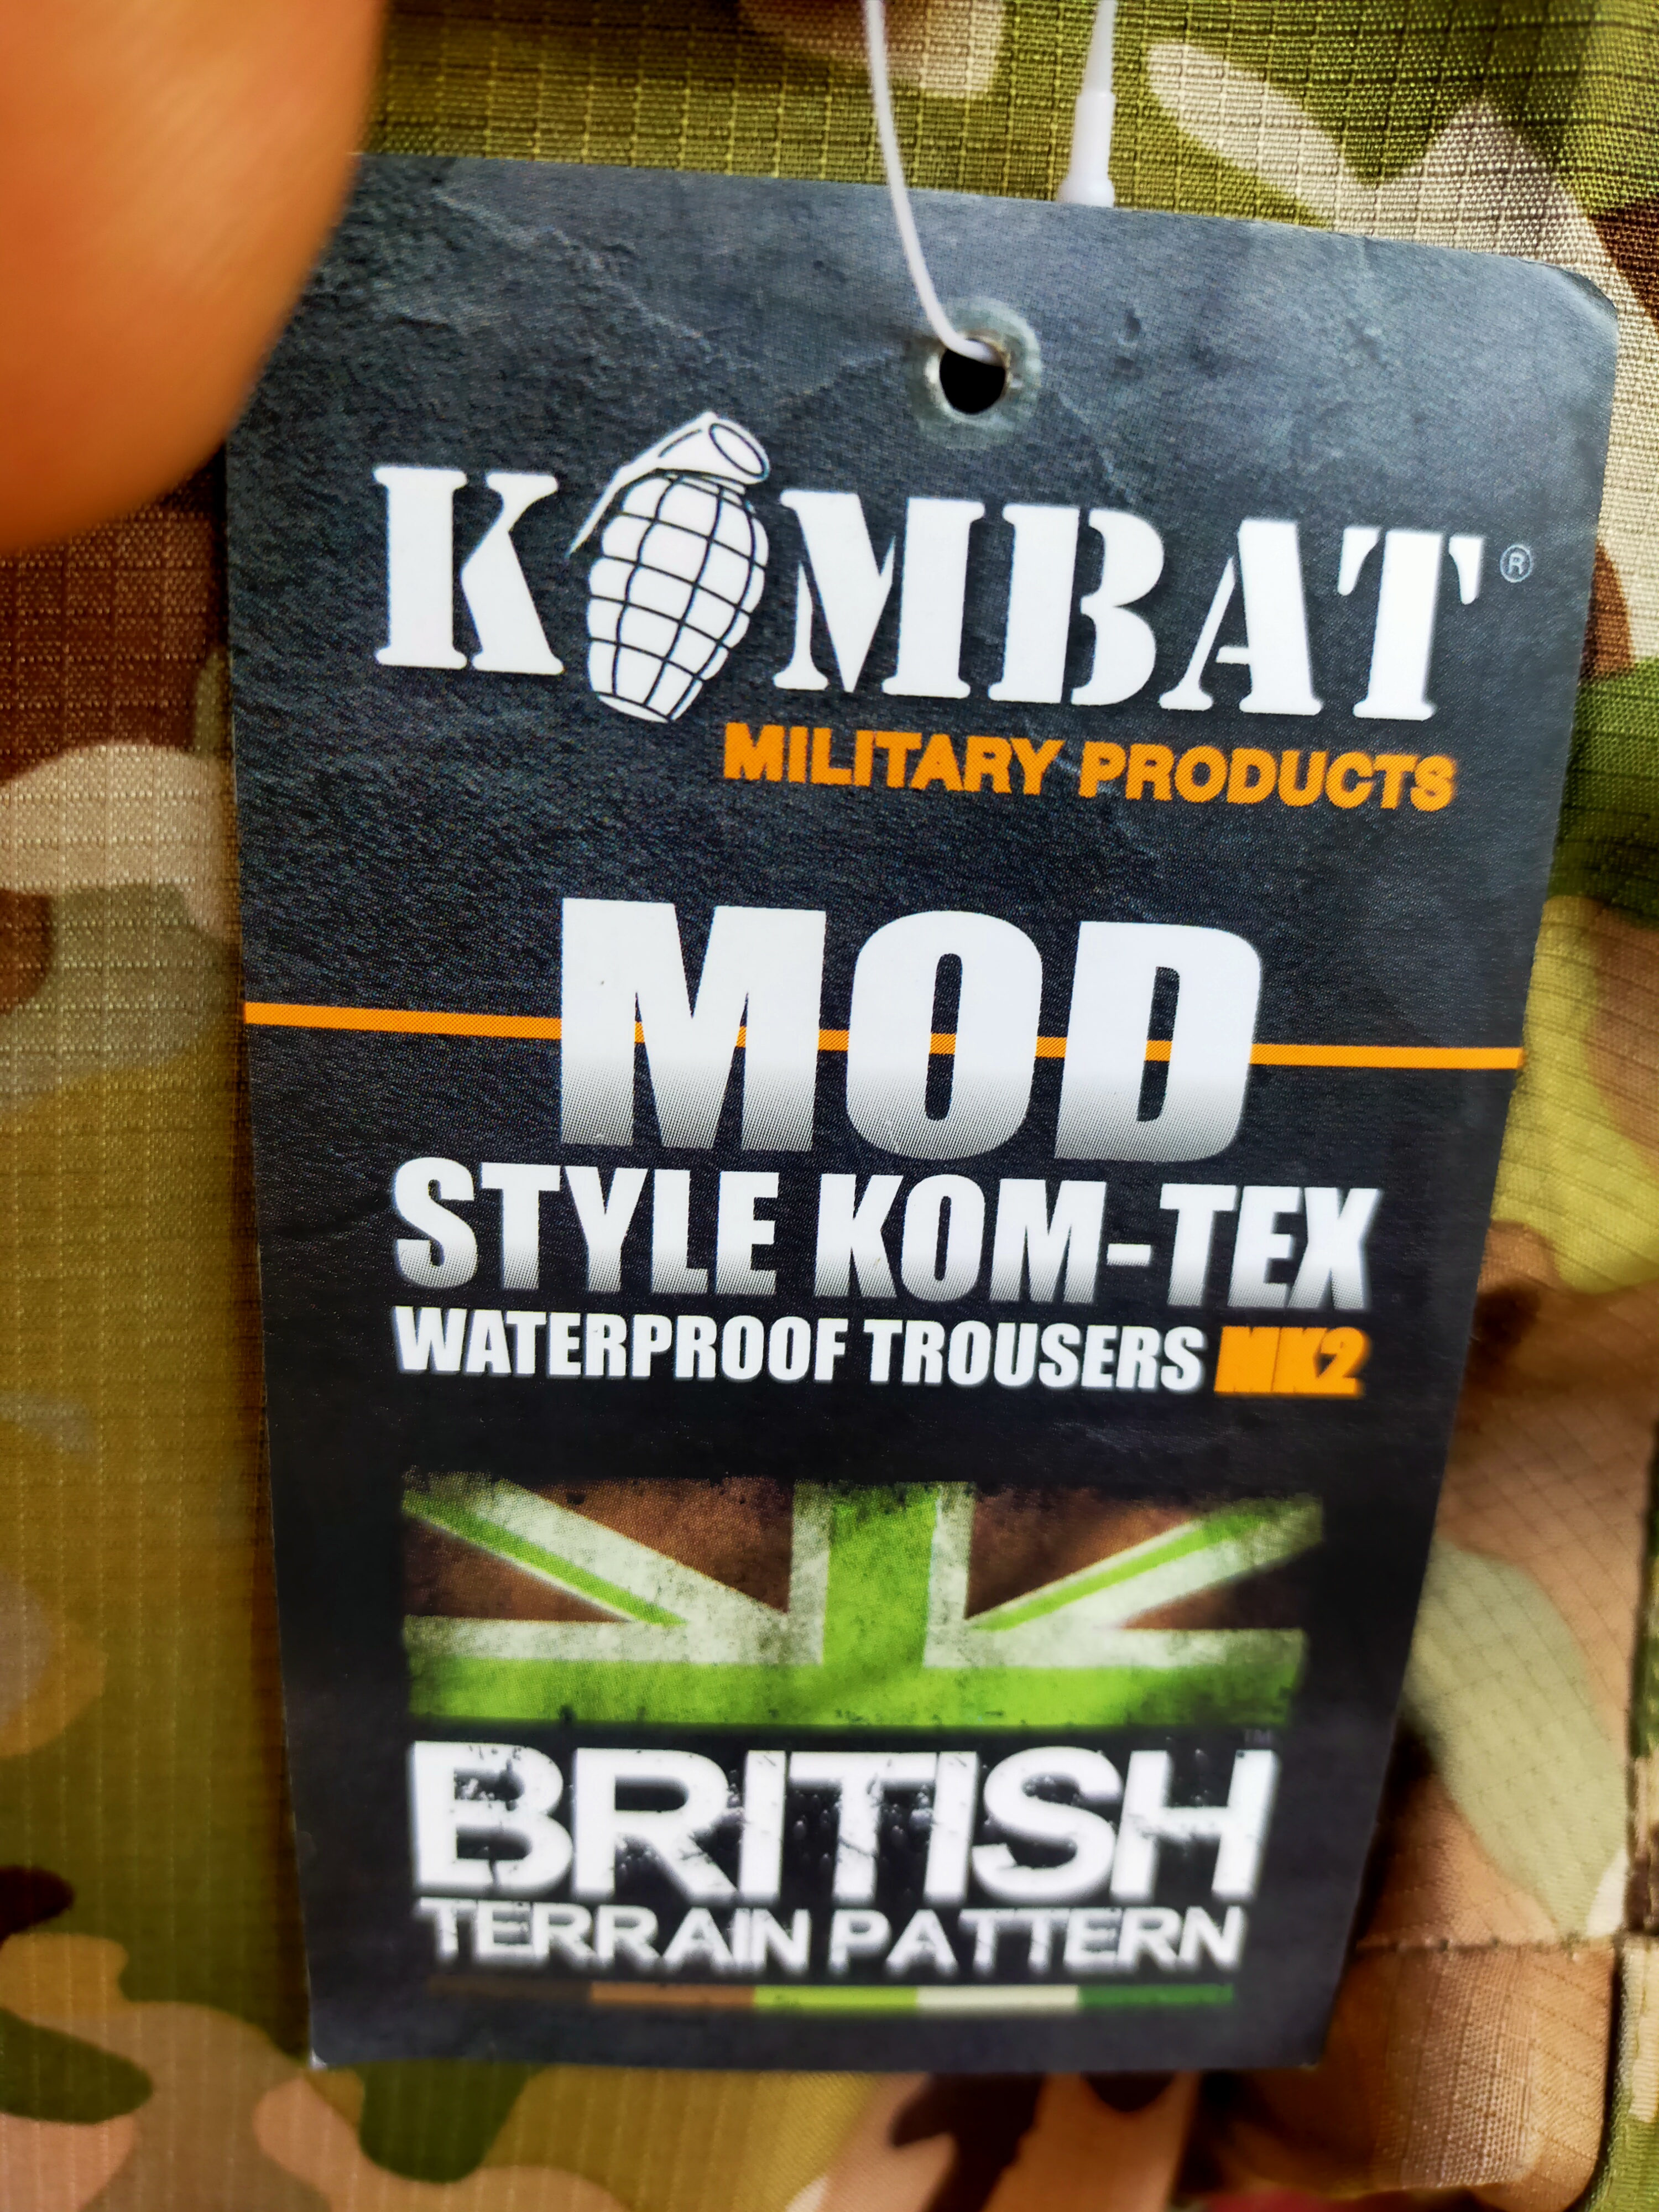 KOMBAT®
MILITARY PRODUCTS
MOD
STYLE KOM-TEX
WATERPROOF TROUSERS MK2
BRITISH™
TERRAIN PATTERN